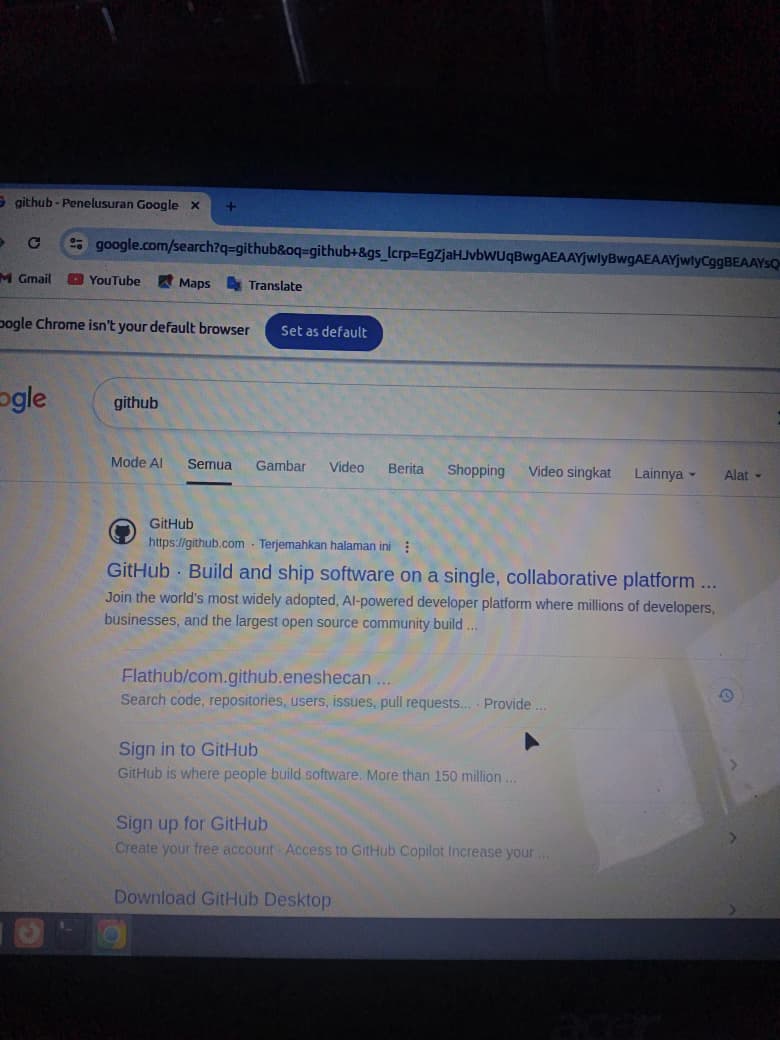 github - Penelusuran Google
google.com/search?q=github&oq=github+&gs_lcrp=EgZjaHJvbWUqBwgAEAAYjwIyBwgAEAAYjwIyCggBEAAYsQ
Gmail YouTube Maps Translate
oogle Chrome isn't your default browser Set as default
ogle github
Mode AI Semua Gambar Video Berita Shopping Video singkat Lainnya Alat
GitHub
https://github.com · Terjemahkan halaman ini
GitHub · Build and ship software on a single, collaborative platform ...
Join the world's most widely adopted, AI-powered developer platform where millions of developers,
businesses, and the largest open source community build ...
Flathub/com.github.eneshecan ...
Search code, repositories, users, issues, pull requests... · Provide ...
Sign in to GitHub
GitHub is where people build software. More than 150 million ...
Sign up for GitHub
Create your free account · Access to GitHub Copilot Increase your ...
Download GitHub Desktop
acer